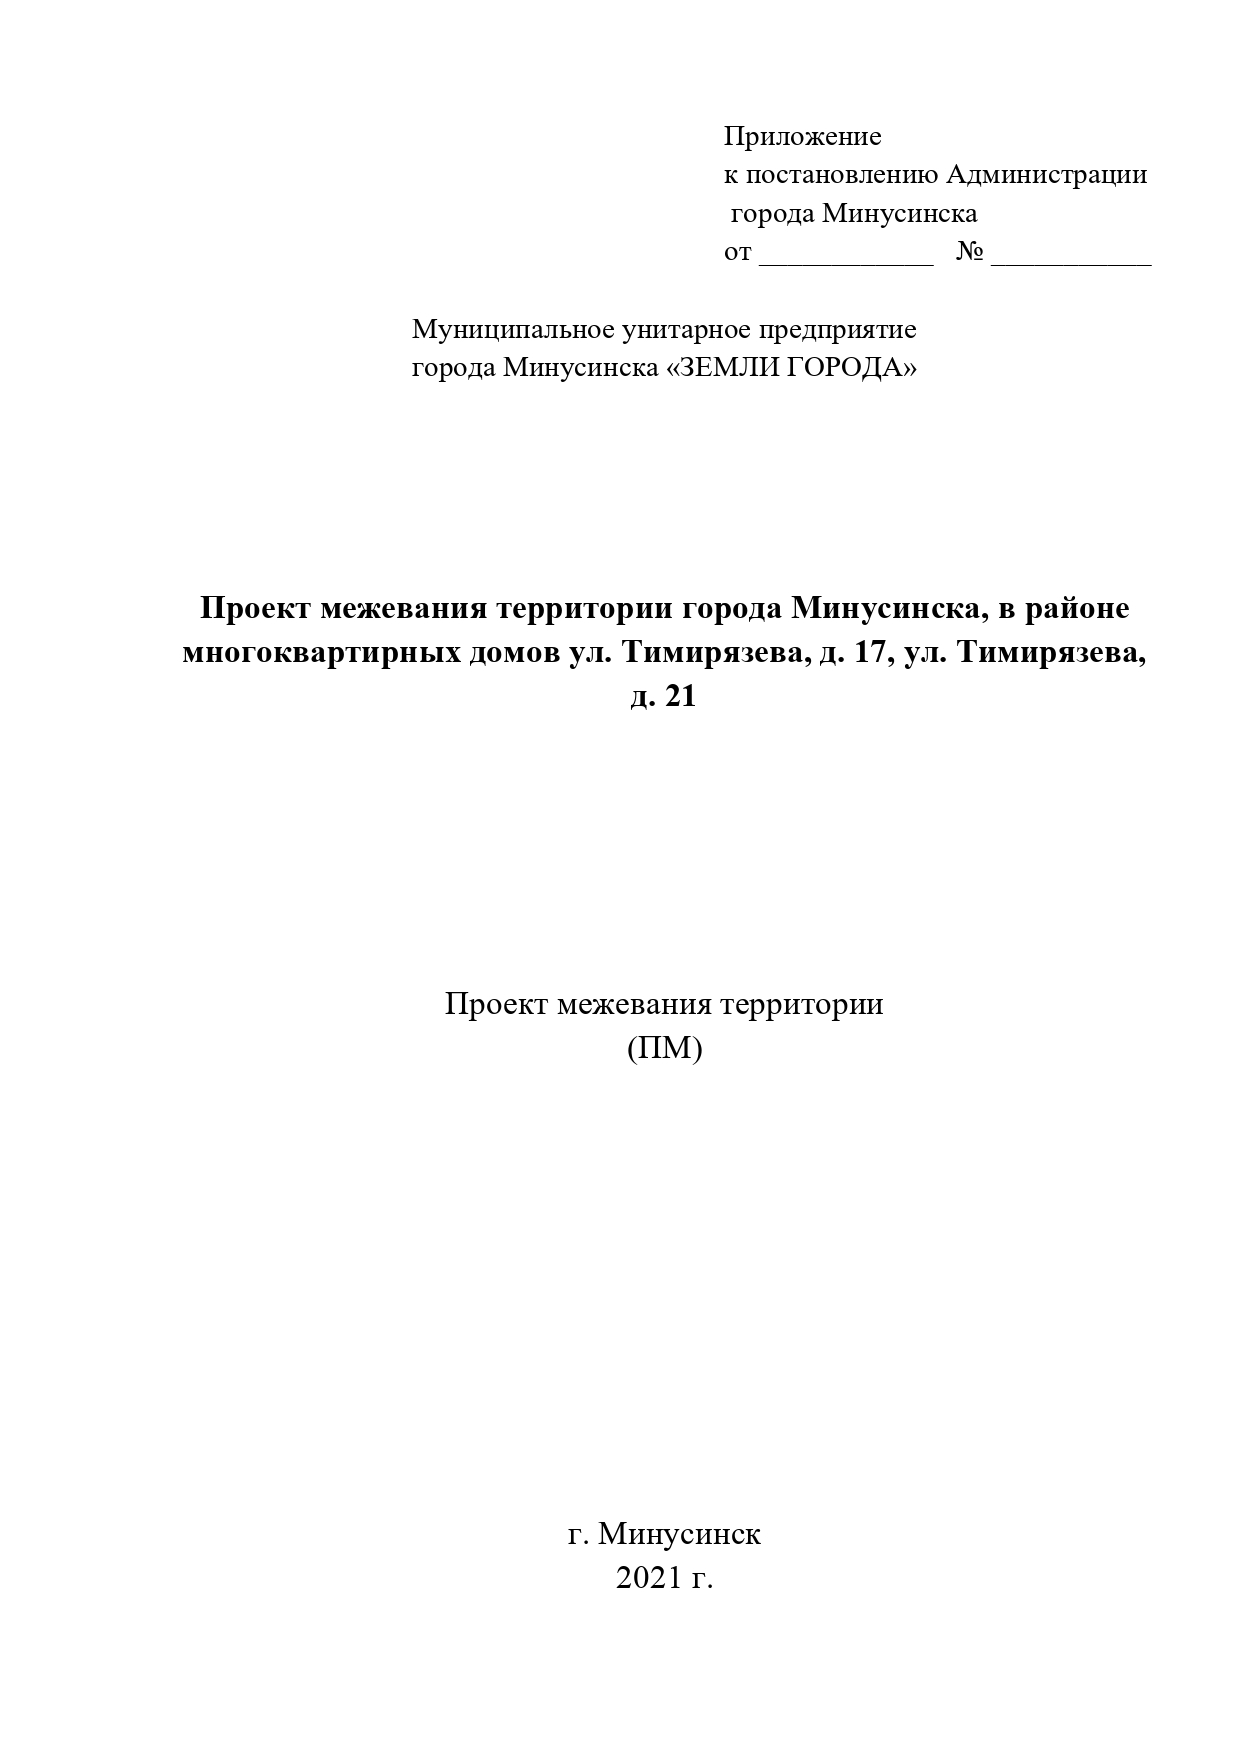 Приложение
к постановлению Администрации
города Минусинска
от ____________ № ___________
Муниципальное унитарное предприятие
города Минусинска «ЗЕМЛИ ГОРОДА»
Проект межевания территории города Минусинска, в районе
многоквартирных домов ул. Тимирязева, д. 17, ул. Тимирязева,
д. 21
Проект межевания территории
(ПМ)
г. Минусинск
2021 г.